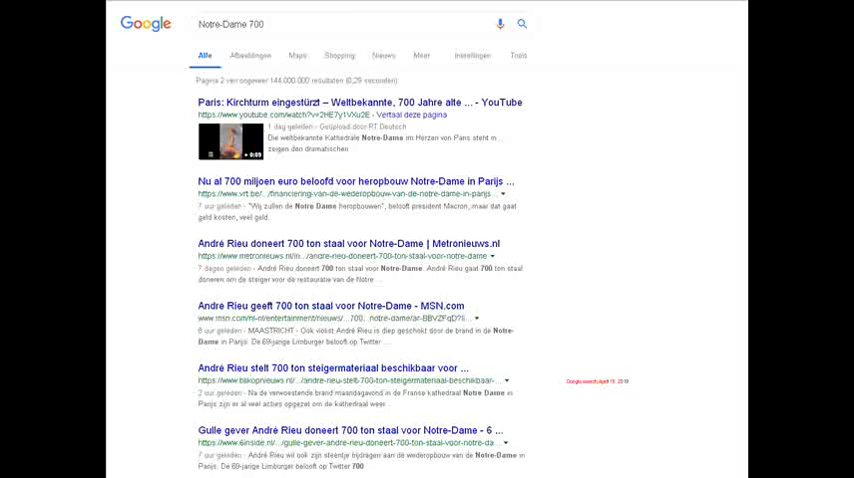 Google
Notre-Dame 700
Alle Afbeeldingen Maps Shopping Nieuws Meer Instellingen Tools
Pagina 2 van ongeveer 144.000.000 resultaten (0,29 seconden)
Paris: Kirchturm eingestürzt – Weltbekannte, 700 Jahre alte ... - YouTube
https://www.youtube.com/watch?v=2HE7y1VXu2E - Vertaal deze pagina
1 dag geleden - Geüpload door RT Deutsch
Die weltbekannte Kathedrale Notre-Dame im Herzen von Paris steht in ...
zeigen den dramatischen
0:09
Nu al 700 miljoen euro beloofd voor heropbouw Notre-Dame in Parijs ...
https://www.vrt.be/.../financiering-van-de-wederopbouw-van-de-notre-dame-in-parijs...
7 uur geleden - "Wij zullen de Notre Dame heropbouwen", belooft president Macron, maar dat gaat
geld kosten, veel geld.
André Rieu doneert 700 ton staal voor Notre-Dame | Metronieuws.nl
https://www.metronieuws.nl/in.../andre-rieu-doneert-700-ton-staal-voor-notre-dame
7 dagen geleden - André Rieu doneert 700 ton staal voor Notre-Dame. André Rieu gaat 700 ton staal
doneren om de steiger voor de restauratie van de Notre ...
André Rieu geeft 700 ton staal voor Notre-Dame - MSN.com
www.msn.com/nl-nl/entertainment/nieuws/...700...notre-dame/ar-BBVZFqD?li...
6 uur geleden - MAASTRICHT - Ook violist André Rieu is diep geschokt door de brand in de Notre-
Dame in Parijs. De 69-jarige Limburger belooft op Twitter ...
André Rieu stelt 700 ton steigermateriaal beschikbaar voor ...
https://www.blikopnieuws.nl/.../andre-rieu-stelt-700-ton-steigermateriaal-beschikbaar-...
2 uur geleden - Na de verwoestende brand maandagavond in de Franse kathedraal Notre Dame in
Parijs zijn er al veel acties opgezet om de kathedraal weer ...
Gulle gever André Rieu doneert 700 ton staal voor Notre-Dame - 6 ...
https://www.6inside.nl/.../gulle-gever-andre-rieu-doneert-700-ton-staal-voor-notre-da...
7 uur geleden - André Rieu wil ook zijn steentje bijdragen aan de wederopbouw van de Notre-Dame in
Parijs. De 69-jarige Limburger belooft op Twitter 700